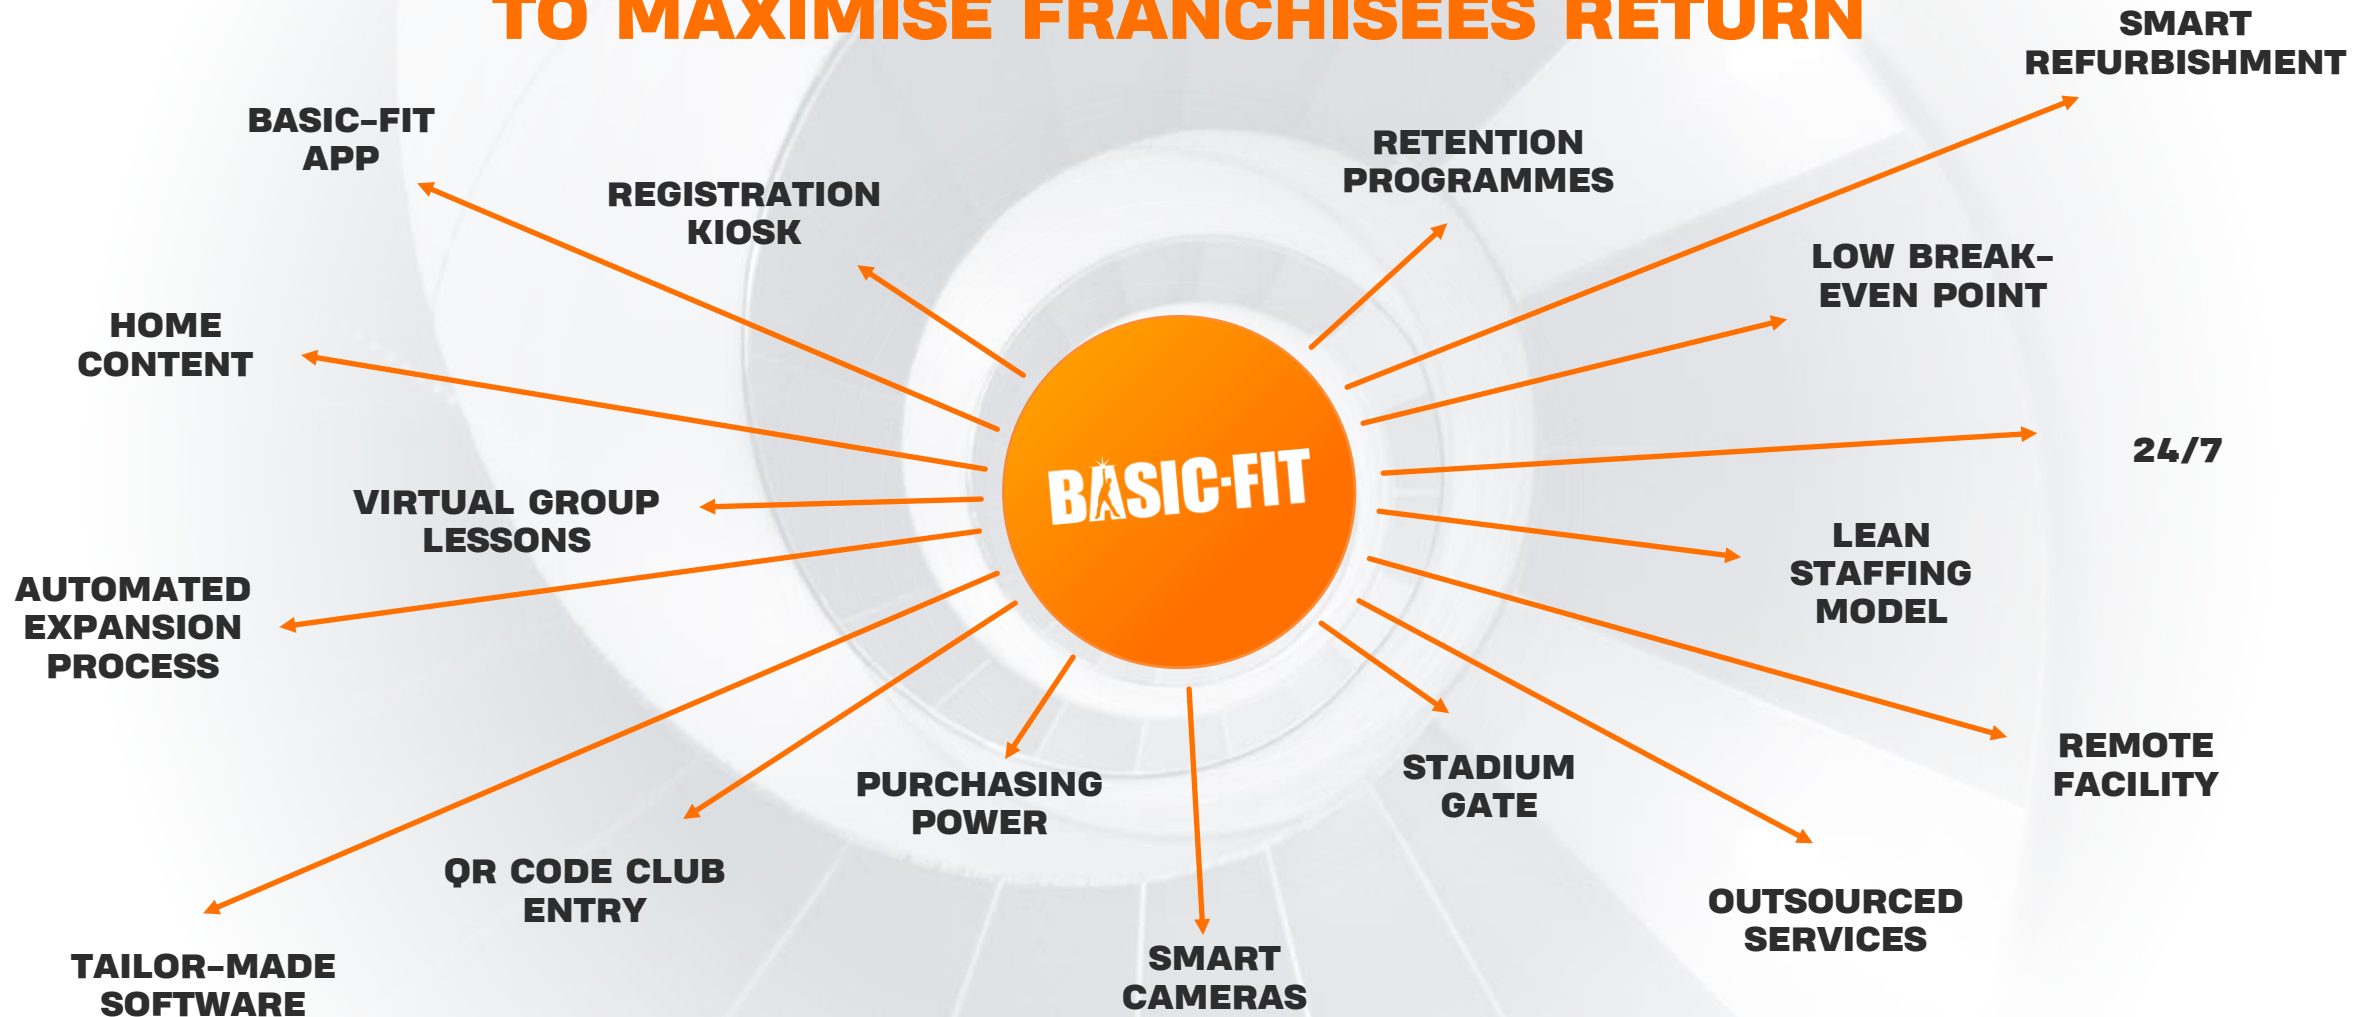 TO MAXIMISE FRANCHISEES RETURN
SMART
REFURBISHMENT
BASIC-FIT
APP
RETENTION
PROGRAMMES
REGISTRATION
KIOSK
LOW BREAK-
EVEN POINT
HOME
CONTENT
24/7
BASIC-FIT
VIRTUAL GROUP
LESSONS
LEAN
STAFFING
MODEL
AUTOMATED
EXPANSION
PROCESS
REMOTE
FACILITY
STADIUM
GATE
PURCHASING
POWER
QR CODE CLUB
ENTRY
OUTSOURCED
SERVICES
SMART
CAMERAS
TAILOR-MADE
SOFTWARE